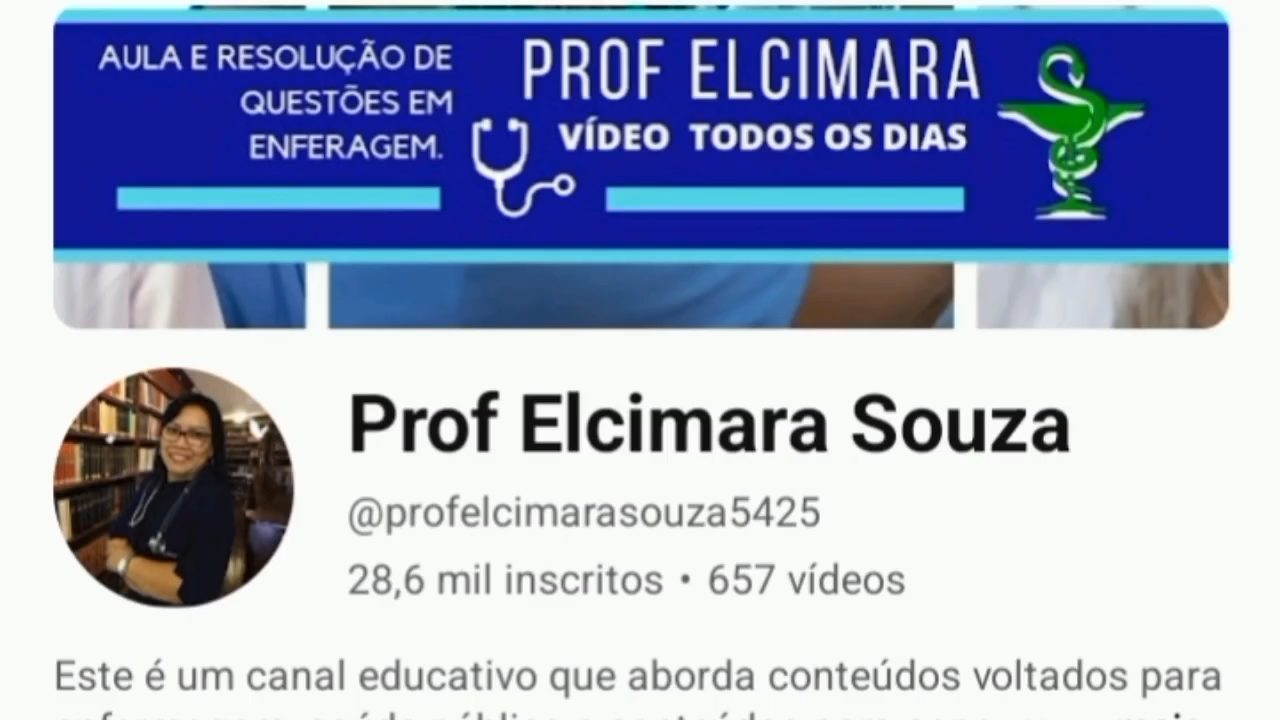 AULA E RESOLUÇÃO DE
QUESTÕES EM
ENFERAGEM.
PROF ELCIMARA
VÍDEO TODOS OS DIAS
Prof Elcimara Souza
@profelcimarasouza5425
28,6 mil inscritos • 657 vídeos
Este é um canal educativo que aborda conteúdos voltados para